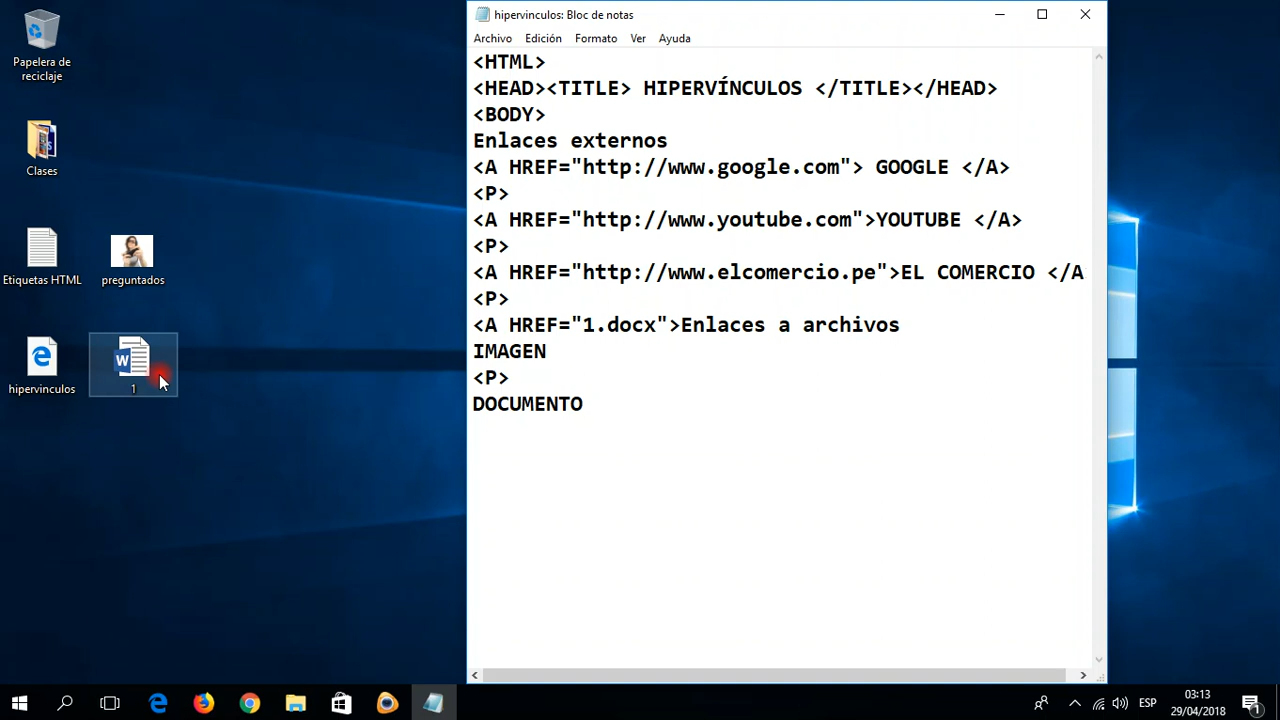 Papelera de
reciclaje
Clases
Etiquetas HTML
preguntados
hipervinculos
W
1
hipervinculos: Bloc de notas
Archivo Edición Formato Ver Ayuda
<HTML>
<HEAD><TITLE> HIPERVÍNCULOS </TITLE></HEAD>
<BODY>
Enlaces externos
<A HREF="http://www.google.com"> GOOGLE </A>
<P>
<A HREF="http://www.youtube.com">YOUTUBE </A>
<P>
<A HREF="http://www.elcomercio.pe">EL COMERCIO </A
<P>
<A HREF="1.docx">Enlaces a archivos
IMAGEN
<P>
DOCUMENTO
ESP
03:13
29/04/2018
1